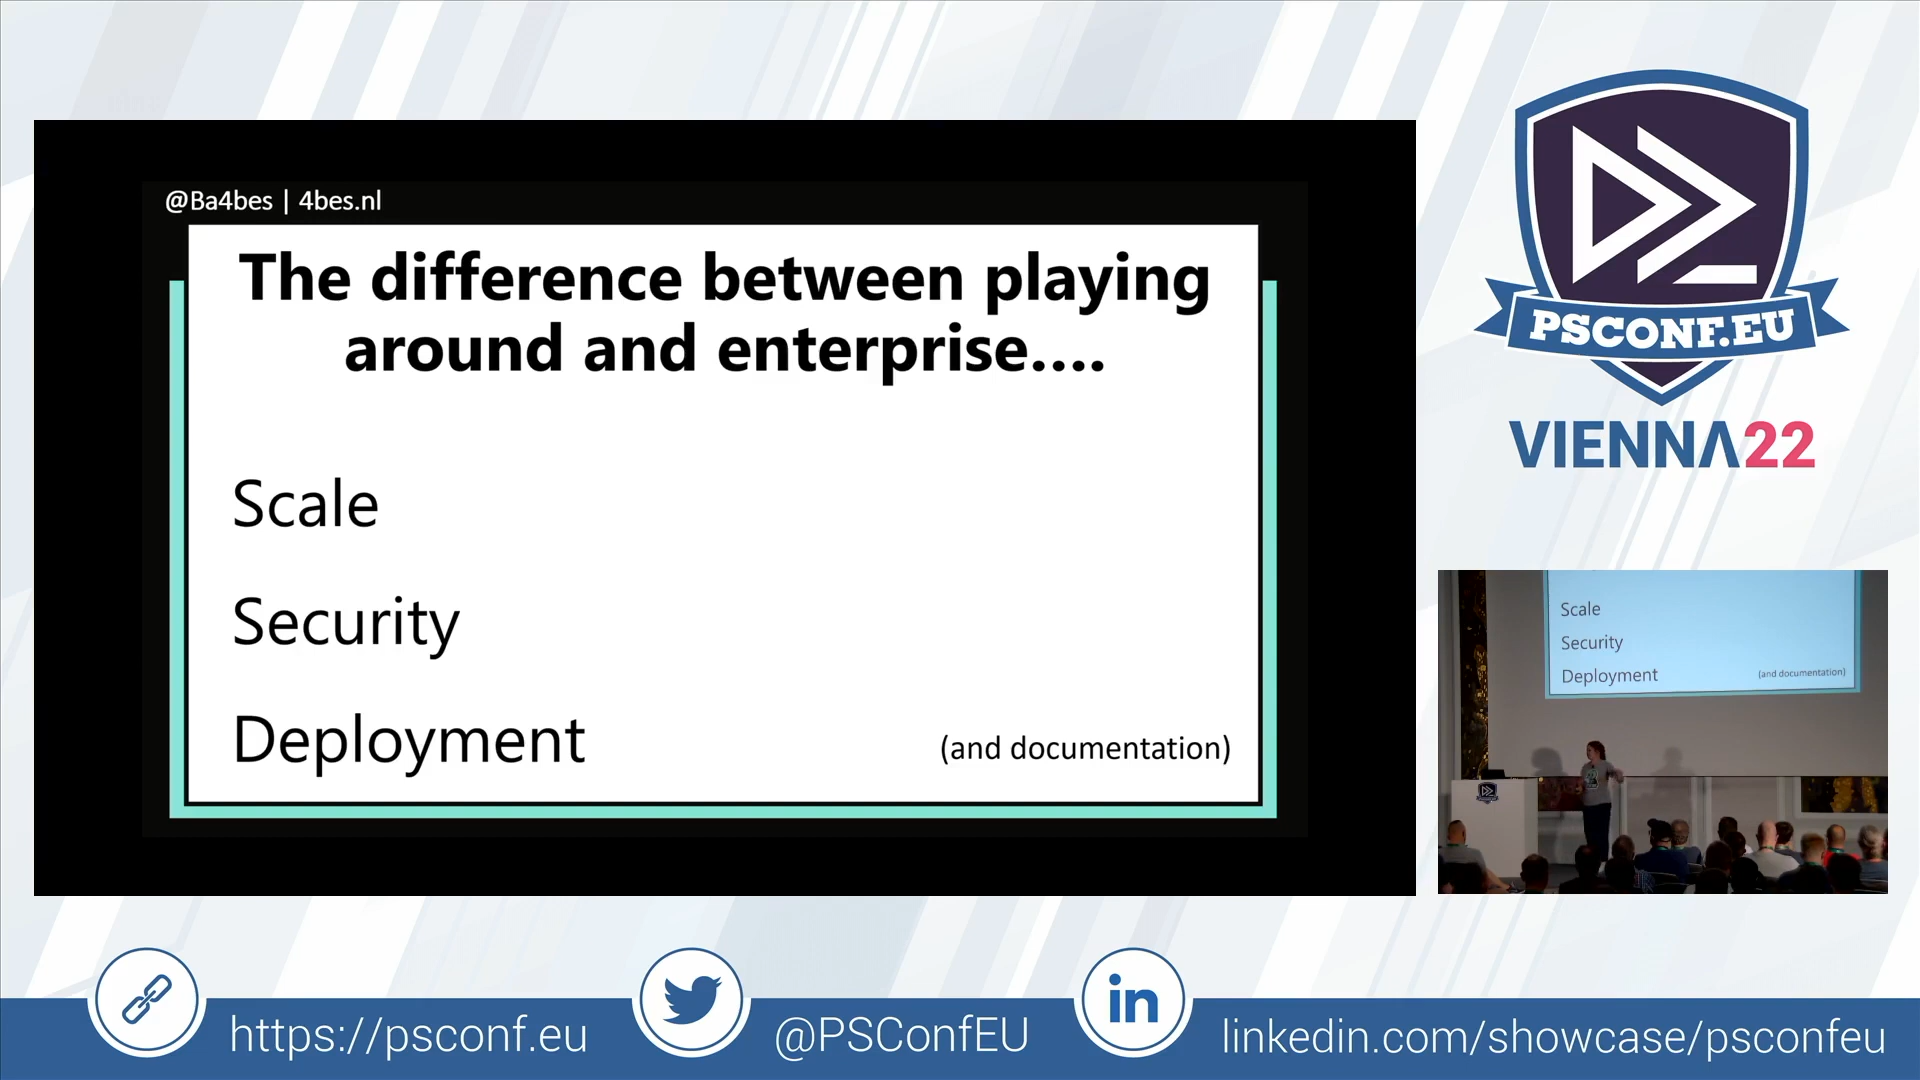 @Ba4bes | 4bes.nl
The difference between playing
around and enterprise....
Scale
Security
Deployment
(and documentation)
PSCONF.EU
VIENNA22
Scale
Security
Deployment
(and documentation)
https://psconf.eu
@PSConfEU
in
linkedin.com/showcase/psconfeu